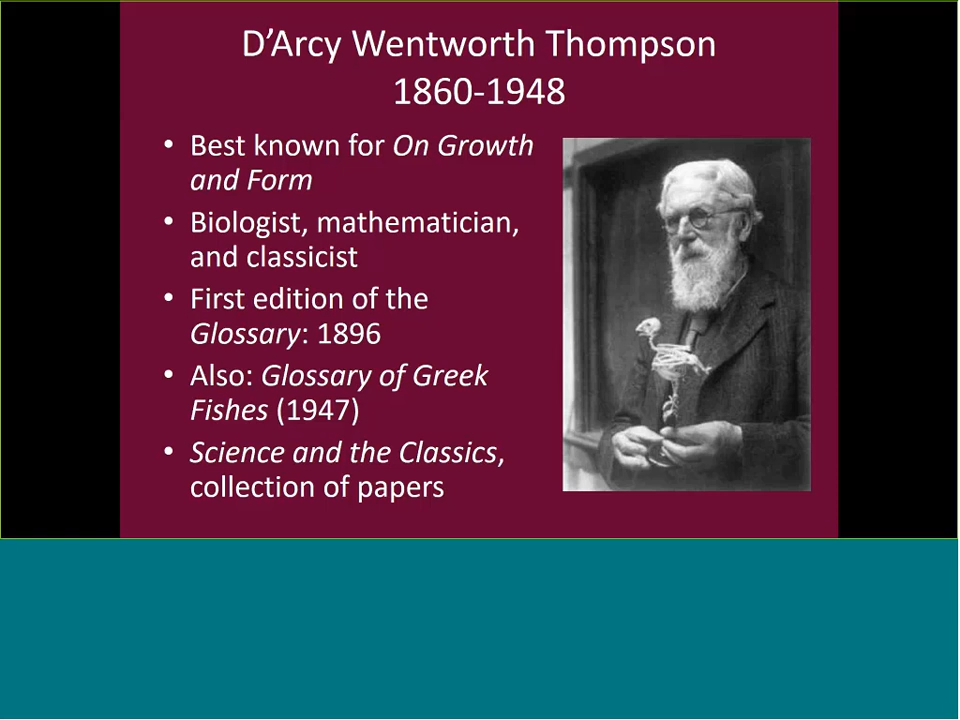 D’Arcy Wentworth Thompson
1860-1948
• Best known for On Growth
and Form
• Biologist, mathematician,
and classicist
• First edition of the
Glossary: 1896
• Also: Glossary of Greek
Fishes (1947)
• Science and the Classics,
collection of papers